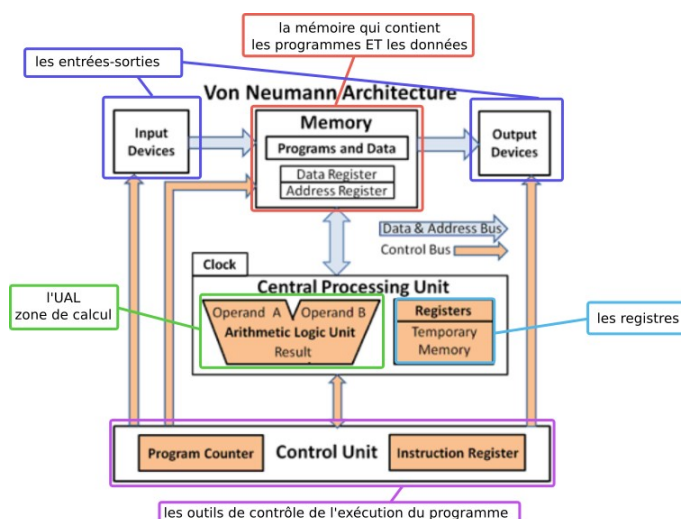 la mémoire qui contient
les programmes ET les données
les entrées-sorties
Von Neumann Architecture
Input
Devices
Memory
Programs and Data
Data Register
Address Register
Output
Devices
Data & Address Bus
Control Bus
Clock
Central Processing Unit
l'UAL
zone de calcul
Operand A
Operand B
Arithmetic Logic Unit
Result
Registers
Temporary
Memory
les registres
Program Counter
Control Unit
Instruction Register
les outils de contrôle de l'exécution du programme